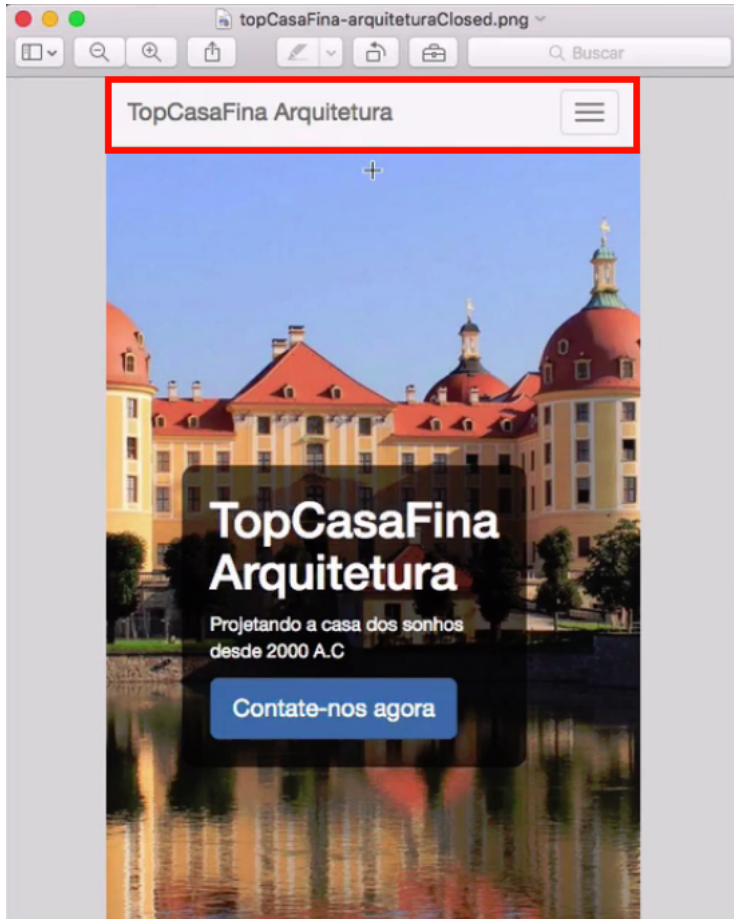 topCasaFina-arquiteturaClosed.png
Buscar
TopCasaFina Arquitetura
TopCasaFina
Arquitetura
Projetando a casa dos sonhos
desde 2000 A.C
Contate-nos agora